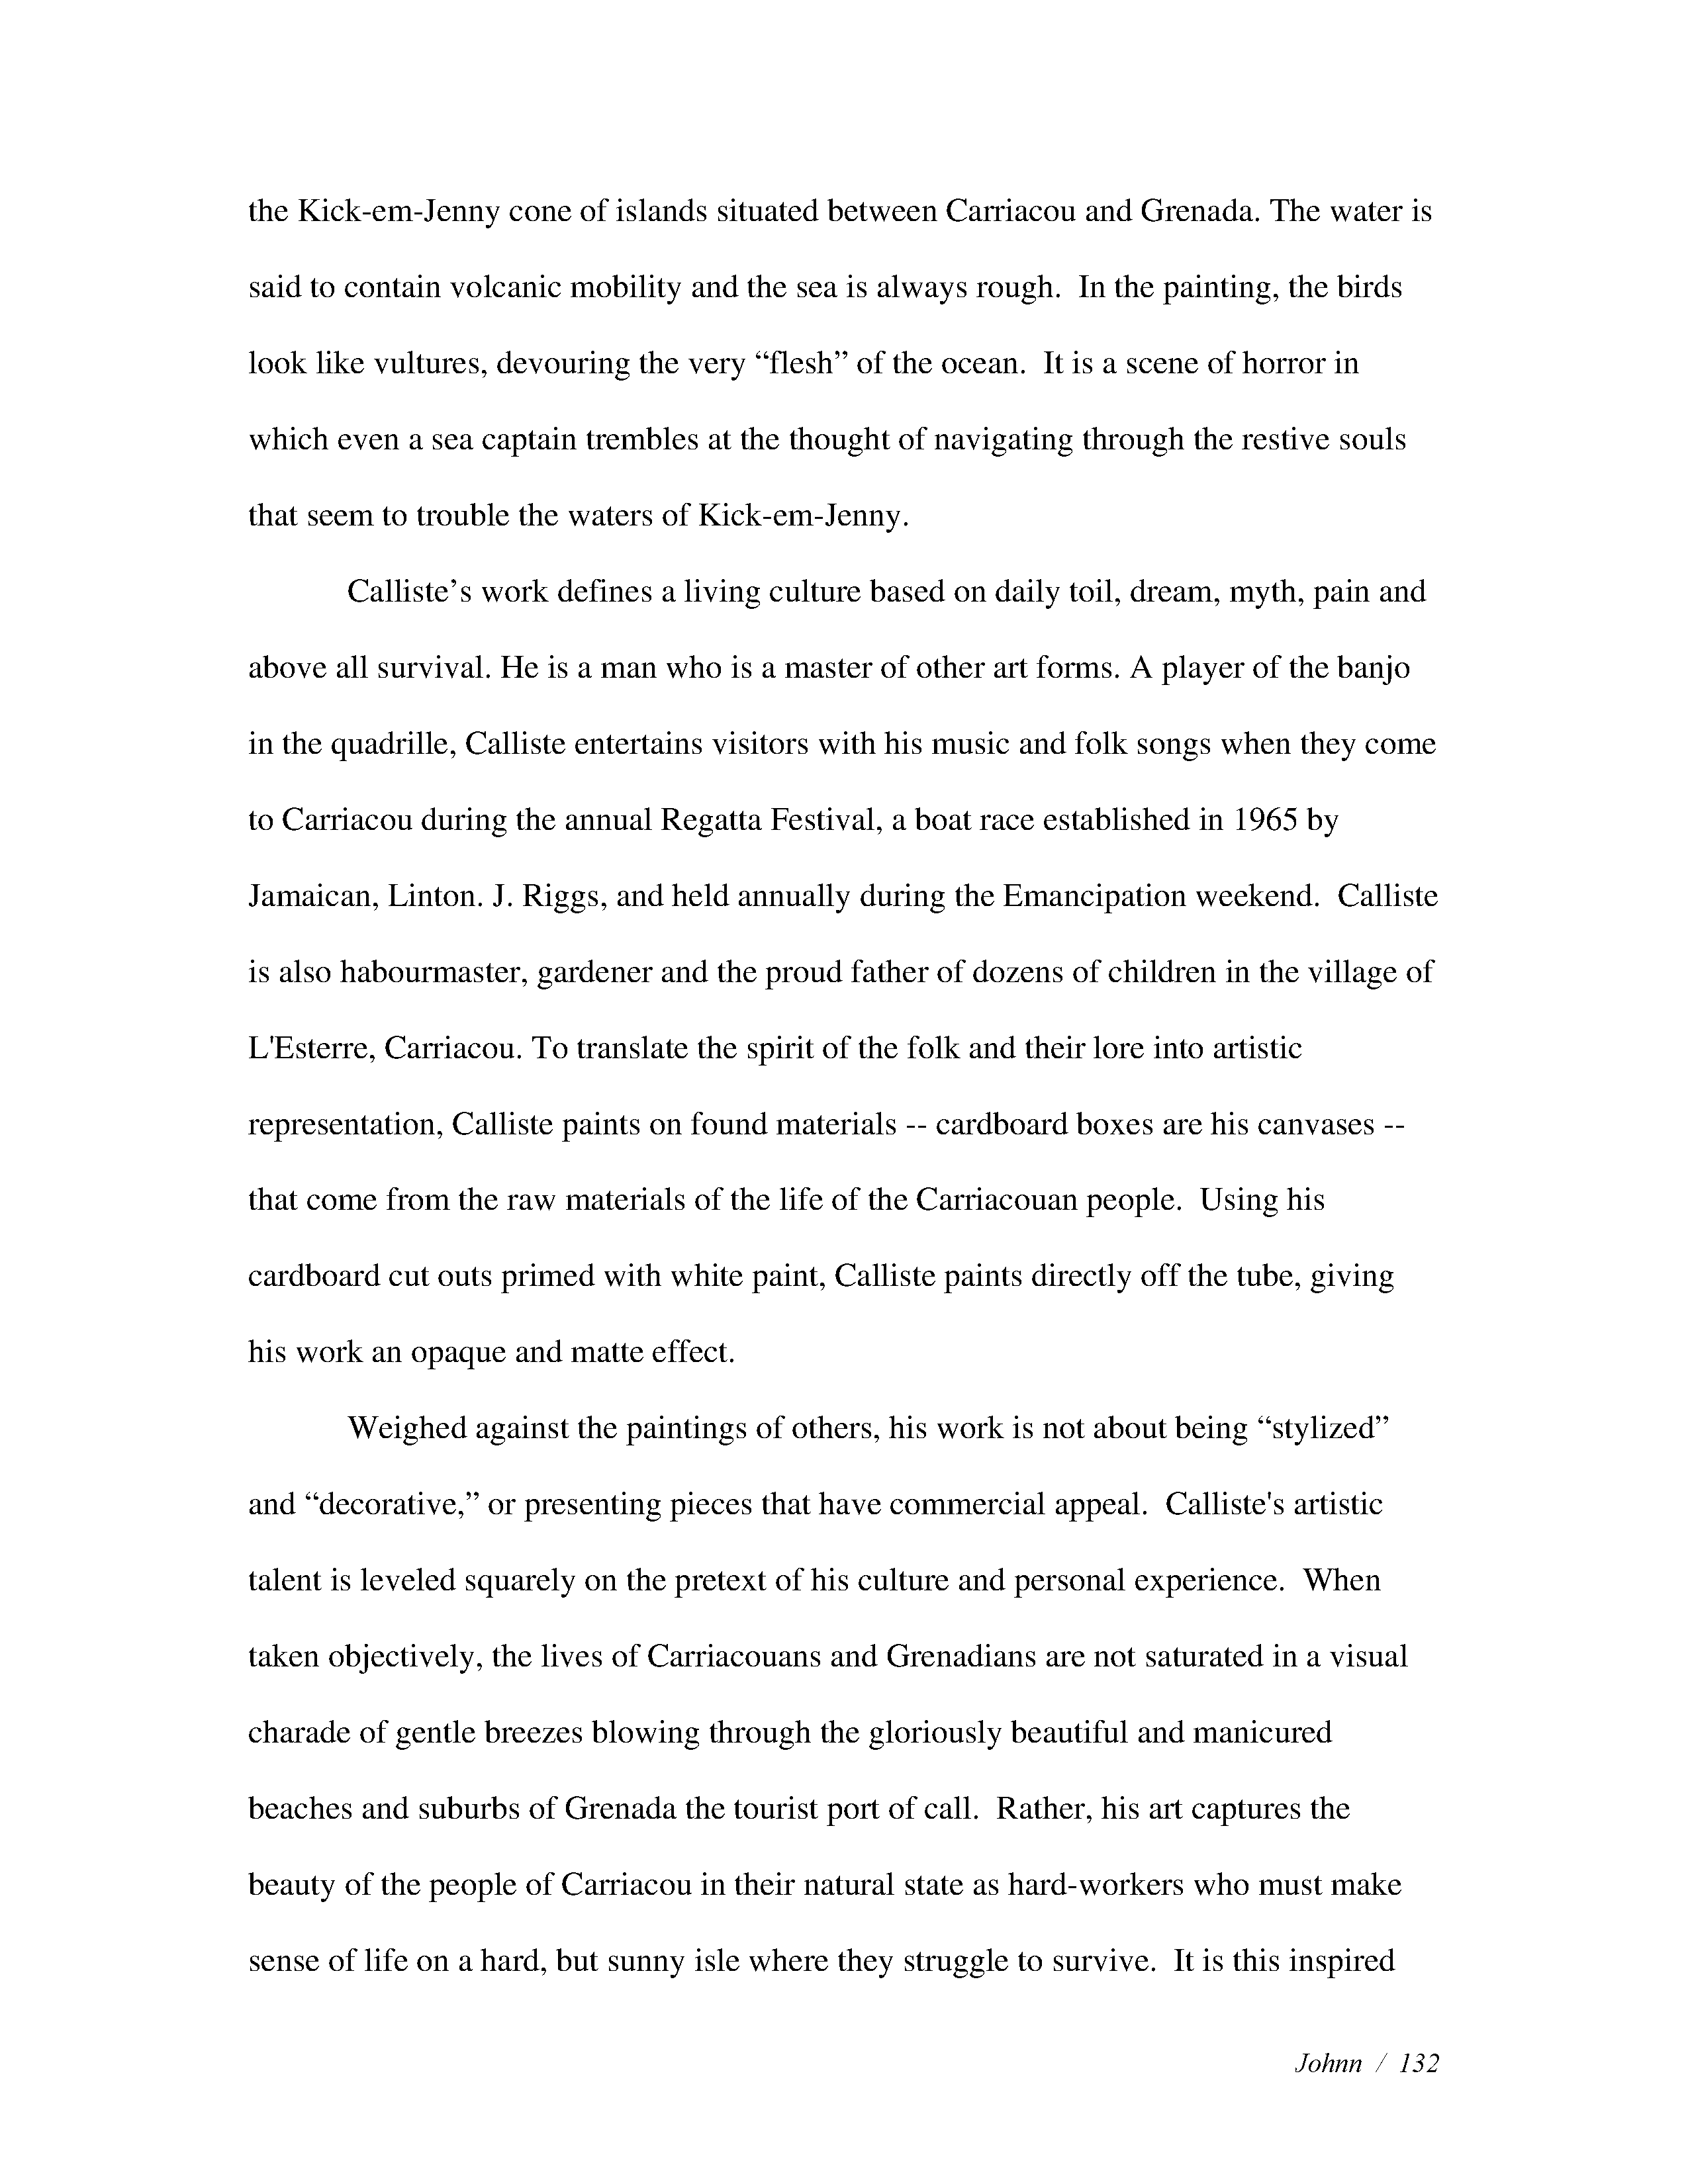 the Kick-em-Jenny cone of islands situated between Carriacou and Grenada. The water is
said to contain volcanic mobility and the sea is always rough.  In the painting, the birds
look like vultures, devouring the very “flesh” of the ocean.  It is a scene of horror in
which even a sea captain trembles at the thought of navigating through the restive souls
that seem to trouble the waters of Kick-em-Jenny.
Calliste’s work defines a living culture based on daily toil, dream, myth, pain and
above all survival. He is a man who is a master of other art forms. A player of the banjo
in the quadrille, Calliste entertains visitors with his music and folk songs when they come
to Carriacou during the annual Regatta Festival, a boat race established in 1965 by
Jamaican, Linton. J. Riggs, and held annually during the Emancipation weekend.  Calliste
is also habourmaster, gardener and the proud father of dozens of children in the village of
L'Esterre, Carriacou. To translate the spirit of the folk and their lore into artistic
representation, Calliste paints on found materials -- cardboard boxes are his canvases --
that come from the raw materials of the life of the Carriacouan people.  Using his
cardboard cut outs primed with white paint, Calliste paints directly off the tube, giving
his work an opaque and matte effect.
Weighed against the paintings of others, his work is not about being “stylized”
and “decorative,” or presenting pieces that have commercial appeal.  Calliste's artistic
talent is leveled squarely on the pretext of his culture and personal experience.  When
taken objectively, the lives of Carriacouans and Grenadians are not saturated in a visual
charade of gentle breezes blowing through the gloriously beautiful and manicured
beaches and suburbs of Grenada the tourist port of call.  Rather, his art captures the
beauty of the people of Carriacou in their natural state as hard-workers who must make
sense of life on a hard, but sunny isle where they struggle to survive.  It is this inspired
Johnn / 132